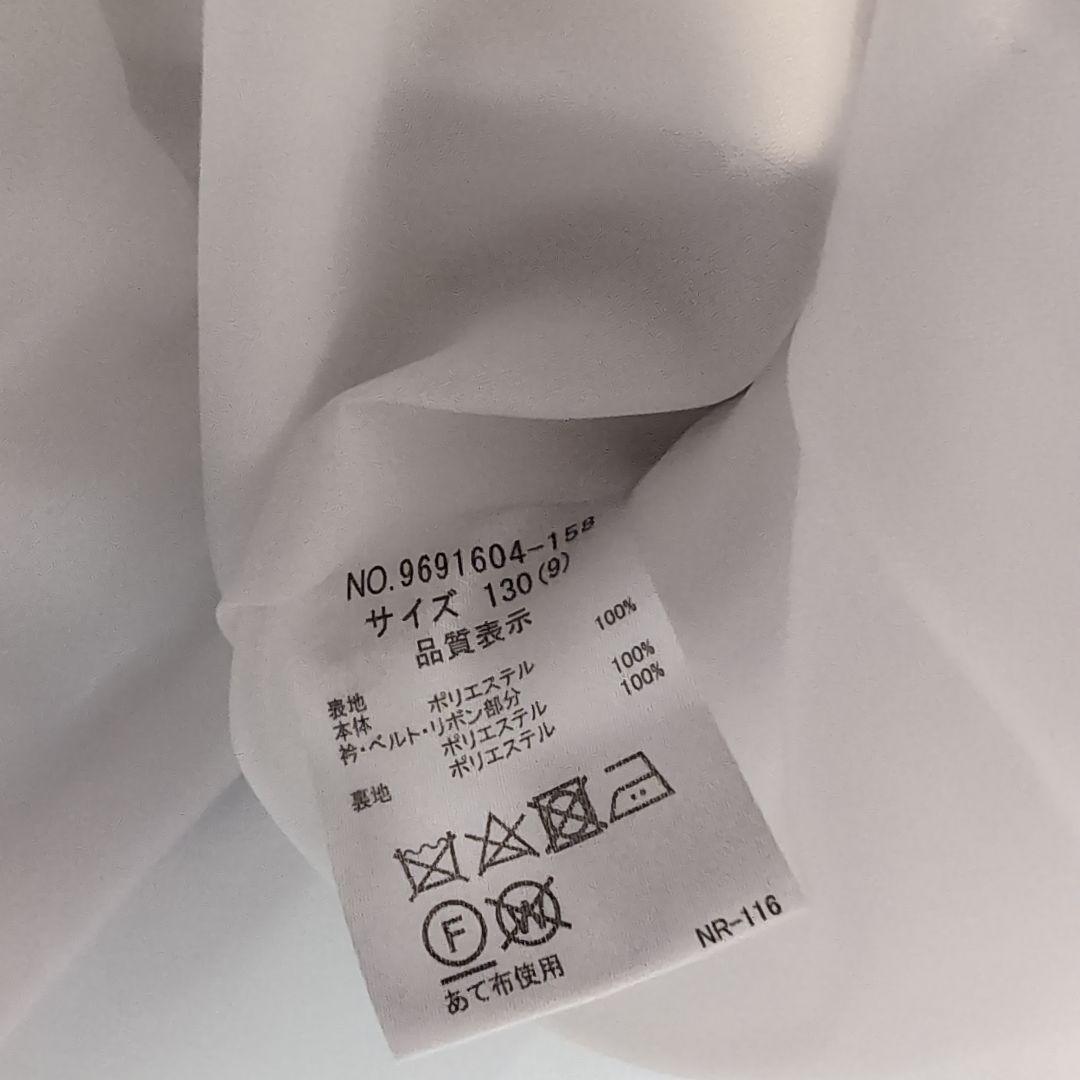 NO.9691604-158
サイズ 130(9)
品質表示
表地
本体 ポリエステル 100%
衿・ベルト・リボン部分
ポリエステル 100%
裏地 ポリエステル 100%
F W
あて布使用
NR-116